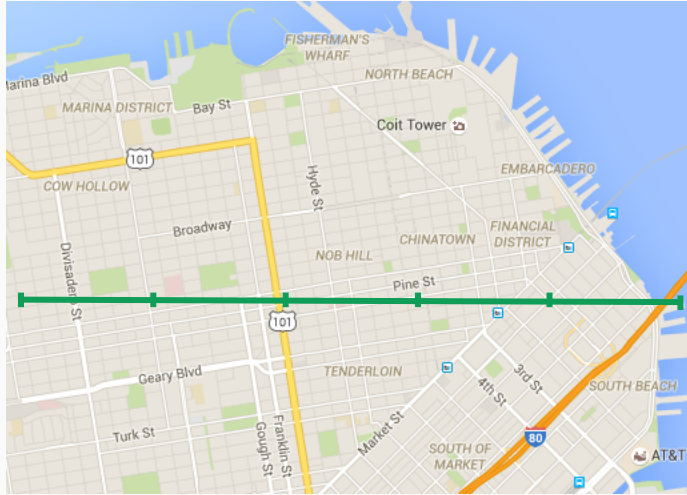 FISHERMAN'S
WHARF
Marina Blvd
NORTH BEACH
MARINA DISTRICT
Bay St
Coit Tower
101
EMBARCADERO
COW HOLLOW
Hyde St
Broadway
FINANCIAL
DISTRICT
CHINATOWN
Divisadero St
NOB HILL
Pine St
101
Geary Blvd
TENDERLOIN
3rd St
SOUTH BEACH
4th St
Market St
Turk St
Gough St
Franklin St
80
SOUTH OF
MARKET
AT&T